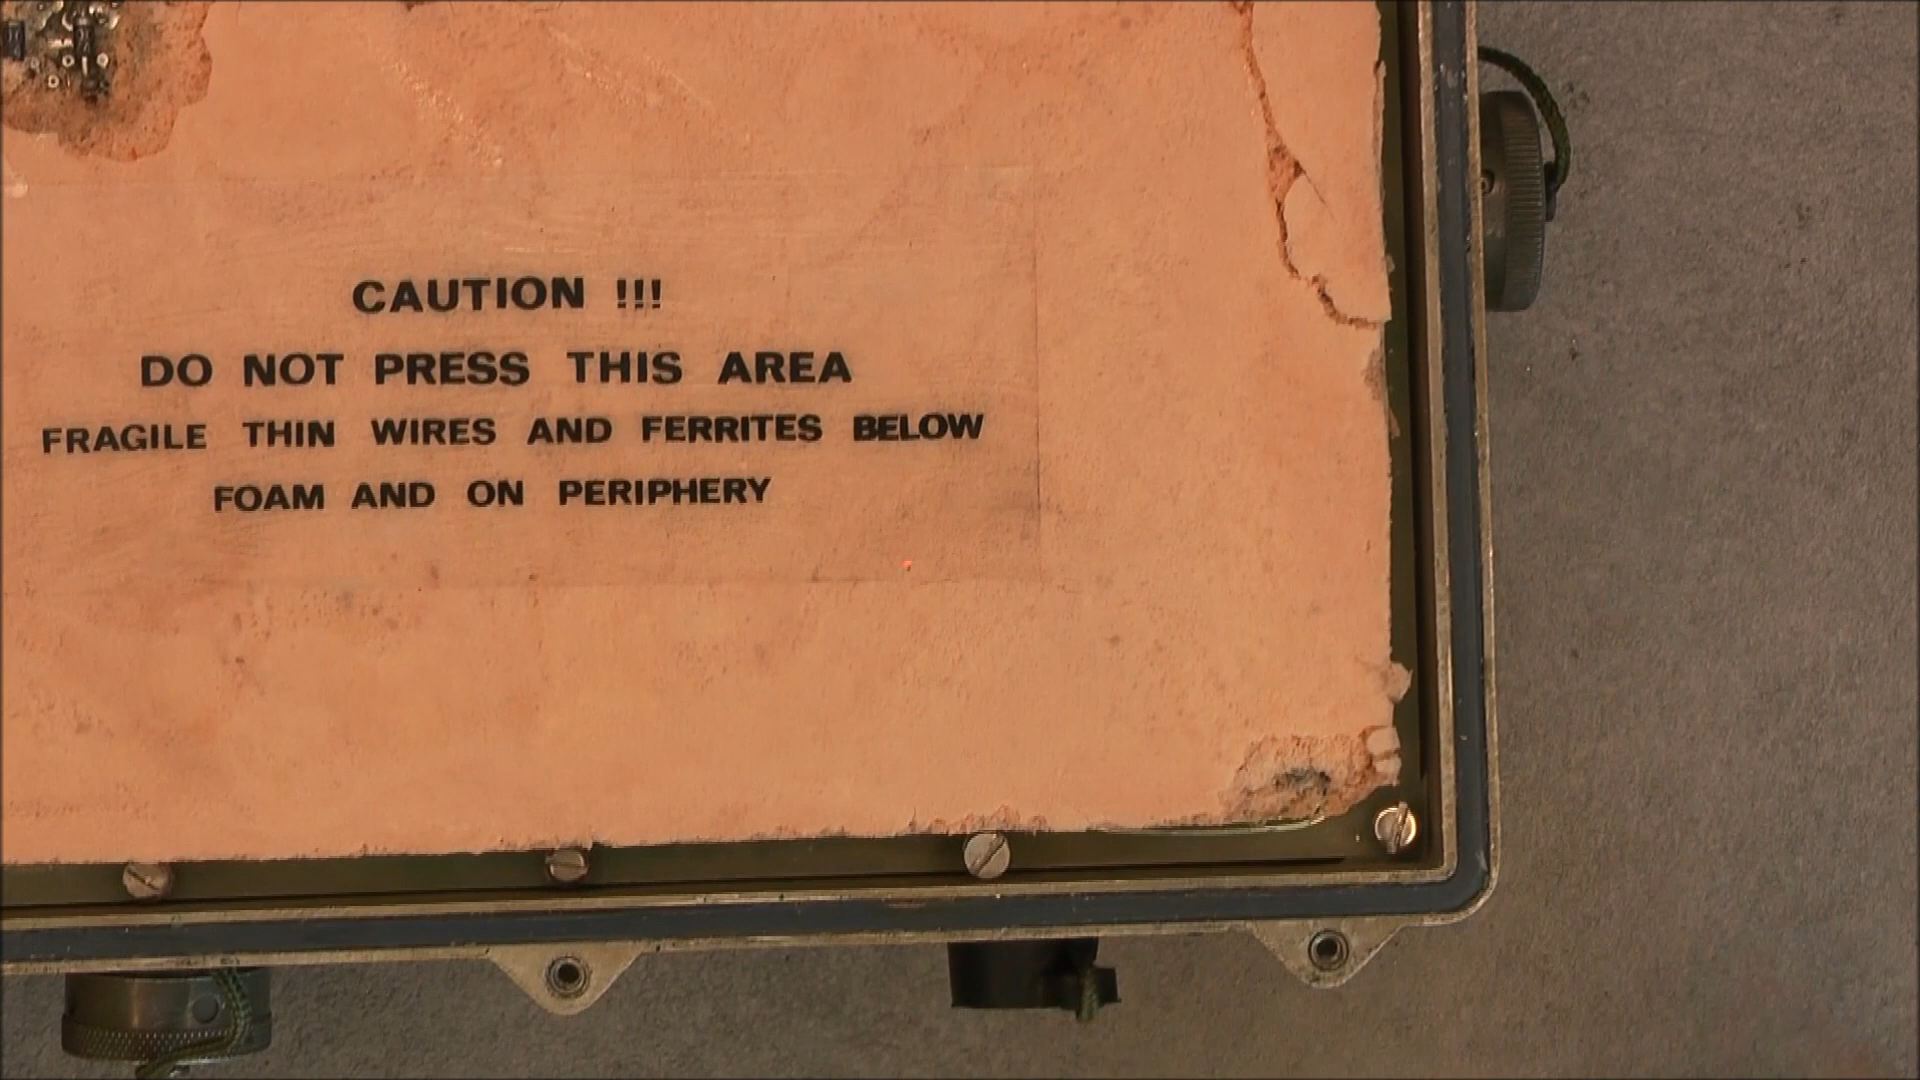 CAUTION !!!
DO NOT PRESS THIS AREA
FRAGILE THIN WIRES AND FERRITES BELOW
FOAM AND ON PERIPHERY